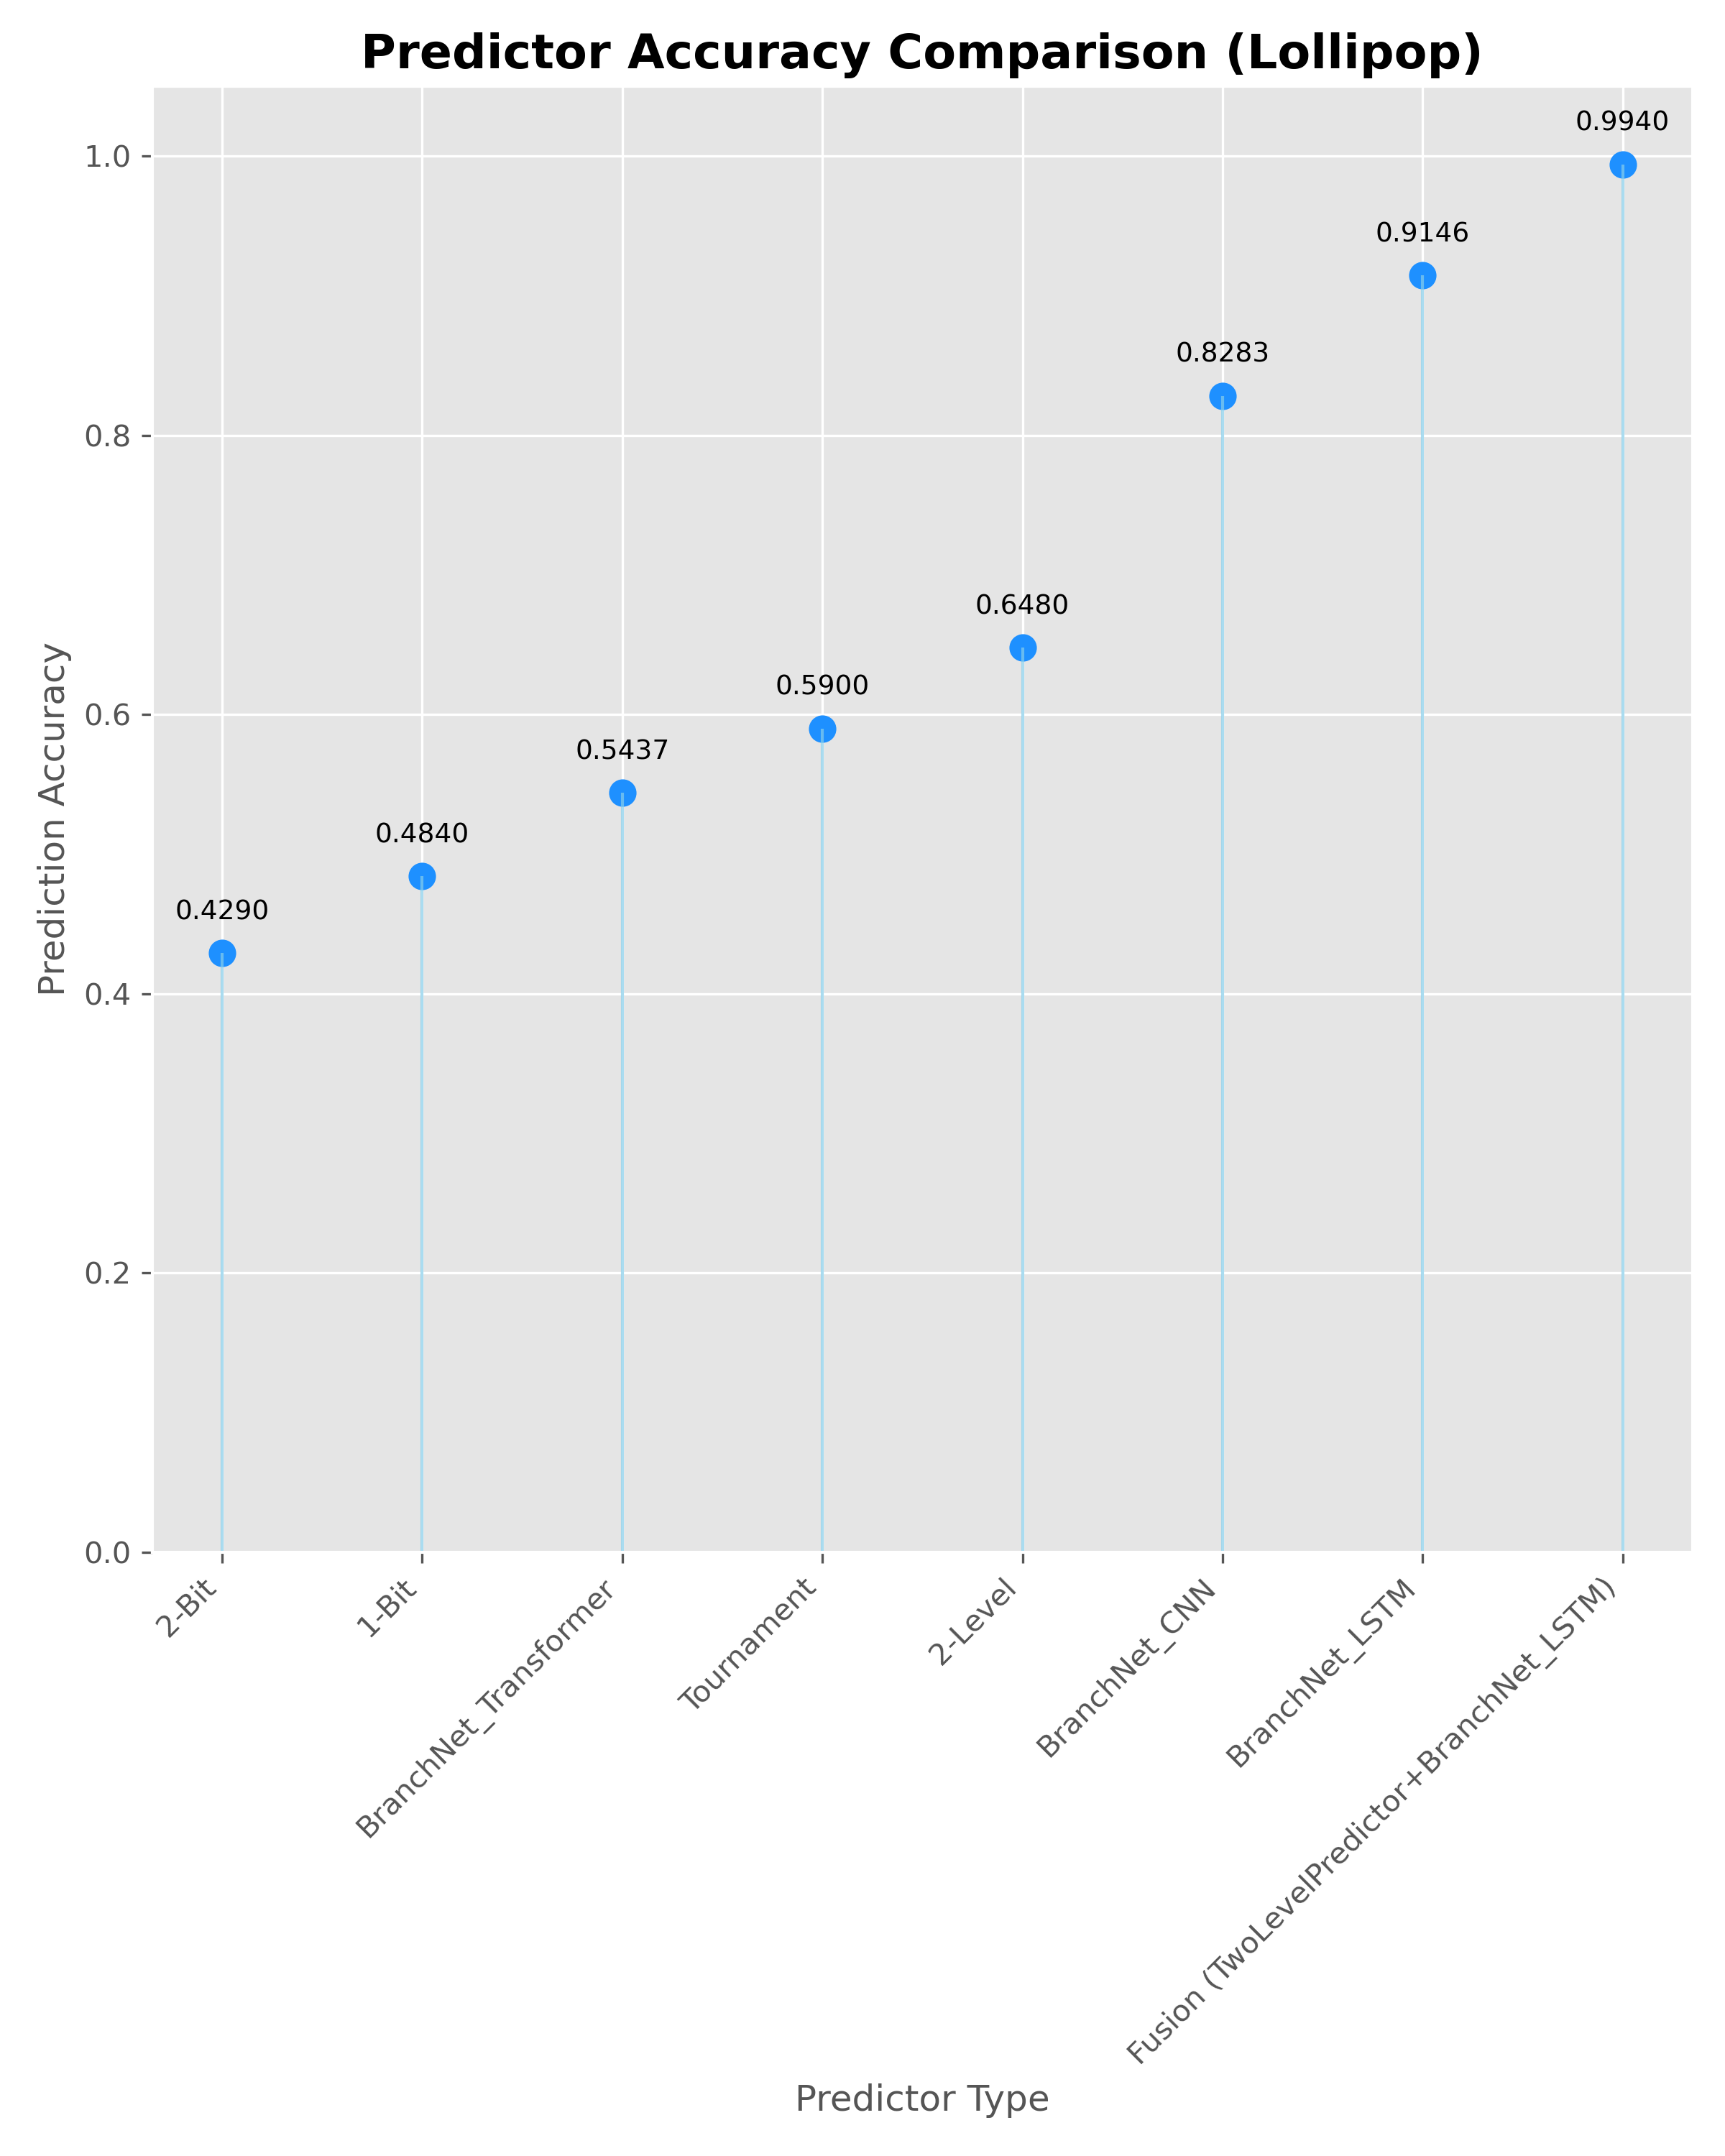 Predictor Accuracy Comparison (Lollipop)
0.9940
1.0
0.9146
0.8283
0.8
0.6480
0.5900
0.6
0.5437
0.4840
0.4290
0.4
0.2
0.0
Prediction Accuracy
2-Bit
1-Bit
BranchNet_Transformer
Tournament
2-Level
BranchNet_CNN
BranchNet_LSTM
Fusion (TwoLevelPredictor+BranchNet_LSTM)
Predictor Type